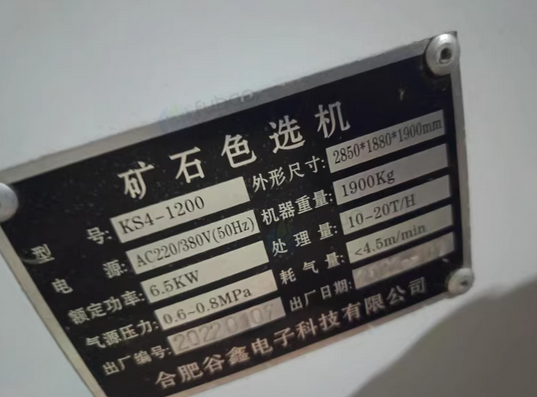 矿石色选机
型 号: KS4-1200 外形尺寸: 2850*1880*1900mm
电 源: AC220/380V(50Hz) 机器重量: 1900Kg
额定功率: 6.5KW 处理量: 10-20T/H
气源压力: 0.6-0.8MPa 耗气量: <4.5m/min
出厂编号: 2022010 出厂日期:
合肥谷鑫电子科技有限公司